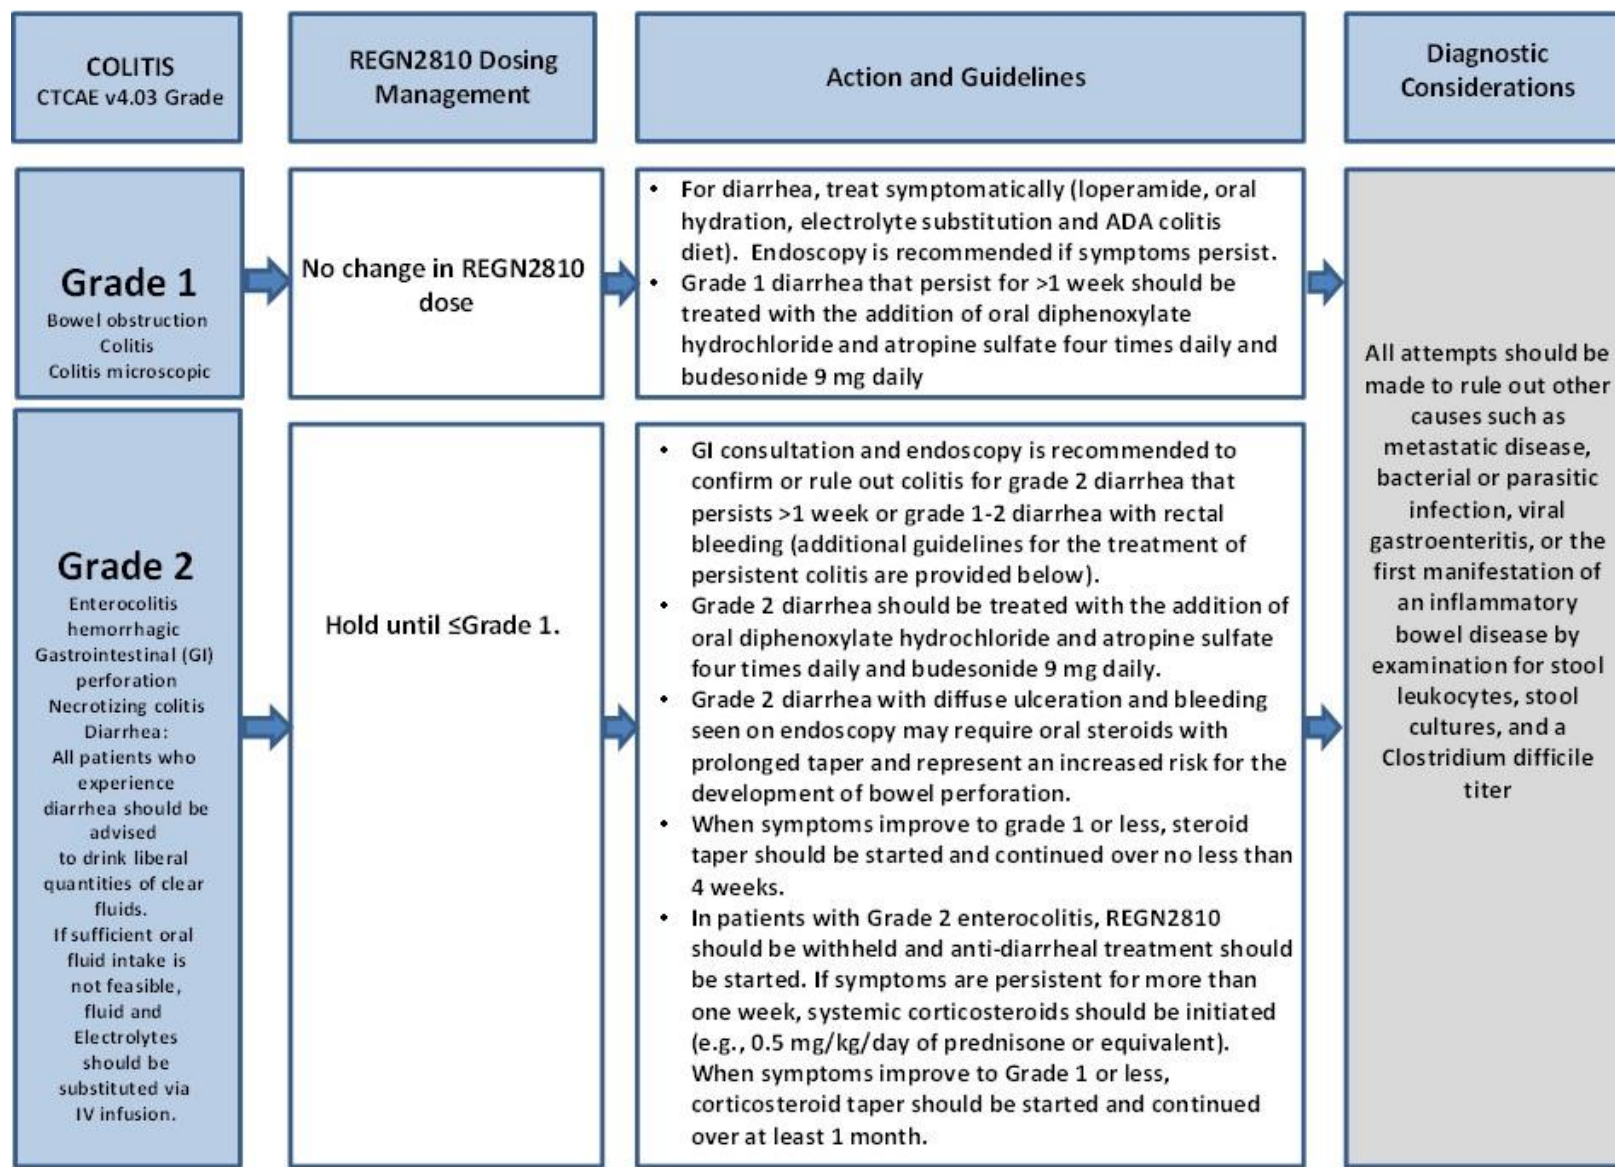 COLITIS
CTCAE v4.03 Grade
REGN2810 Dosing
Management
Action and Guidelines
Diagnostic
Considerations
Grade 1
Bowel obstruction
Colitis
Colitis microscopic
No change in REGN2810
dose
• For diarrhea, treat symptomatically (loperamide, oral
hydration, electrolyte substitution and ADA colitis
diet). Endoscopy is recommended if symptoms persist.
• Grade 1 diarrhea that persist for >1 week should be
treated with the addition of oral diphenoxylate
hydrochloride and atropine sulfate four times daily and
budesonide 9 mg daily
Grade 2
Enterocolitis
hemorrhagic
Gastrointestinal (GI)
perforation
Necrotizing colitis
Diarrhea:
All patients who
experience
diarrhea should be
advised
to drink liberal
quantities of clear
fluids.
If sufficient oral
fluid intake is
not feasible,
fluid and
Electrolytes
should be
substituted via
IV infusion.
Hold until ≤Grade 1.
• GI consultation and endoscopy is recommended to
confirm or rule out colitis for grade 2 diarrhea that
persists >1 week or grade 1-2 diarrhea with rectal
bleeding (additional guidelines for the treatment of
persistent colitis are provided below).
• Grade 2 diarrhea should be treated with the addition of
oral diphenoxylate hydrochloride and atropine sulfate
four times daily and budesonide 9 mg daily.
• Grade 2 diarrhea with diffuse ulceration and bleeding
seen on endoscopy may require oral steroids with
prolonged taper and represent an increased risk for the
development of bowel perforation.
• When symptoms improve to grade 1 or less, steroid
taper should be started and continued over no less than
4 weeks.
• In patients with Grade 2 enterocolitis, REGN2810
should be withheld and anti-diarrheal treatment should
be started. If symptoms are persistent for more than
one week, systemic corticosteroids should be initiated
(e.g., 0.5 mg/kg/day of prednisone or equivalent).
When symptoms improve to Grade 1 or less,
corticosteroid taper should be started and continued
over at least 1 month.
All attempts should be
made to rule out other
causes such as
metastatic disease,
bacterial or parasitic
infection, viral
gastroenteritis, or the
first manifestation of
an inflammatory
bowel disease by
examination for stool
leukocytes, stool
cultures, and a
Clostridium difficile
titer